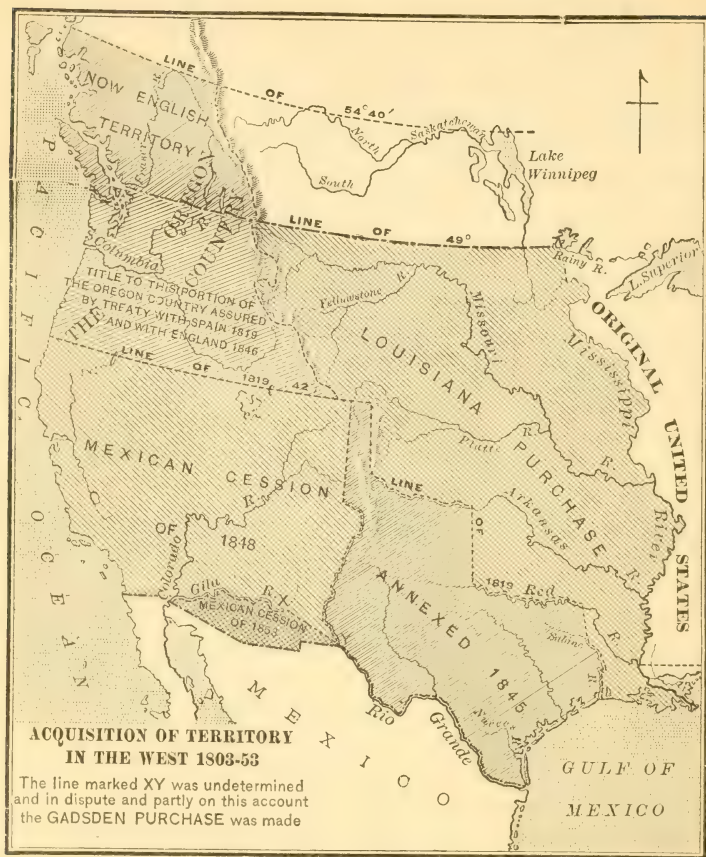 LINE OF 54°40′
NOW ENGLISH
TERRITORY
Fraser R.
North
Saskatchewan
South
Lake
Winnipeg
PACIFIC OCEAN
THE OREGON COUNTRY
LINE OF 49°
Rainy R.
L. Superior
Columbia R.
TITLE TO THIS PORTION OF
THE OREGON COUNTRY ASSURED
BY TREATY WITH SPAIN 1819
AND WITH ENGLAND 1846
Yellowstone R.
Missouri R.
LOUISIANA PURCHASE
Mississippi River
ORIGINAL UNITED STATES
LINE OF 1819 42°
Platte R.
MEXICAN CESSION
OF 1848
Colorado R.
LINE OF 1819
Arkansas R.
Gila R. X
MEXICAN CESSION
OF 1853
ANNEXED 1845
Red R.
Sabine R.
Nueces R.
Rio Grande
MEXICO
GULF OF
MEXICO
ACQUISITION OF TERRITORY
IN THE WEST 1803-53
The line marked XY was undetermined
and in dispute and partly on this account
the GADSDEN PURCHASE was made